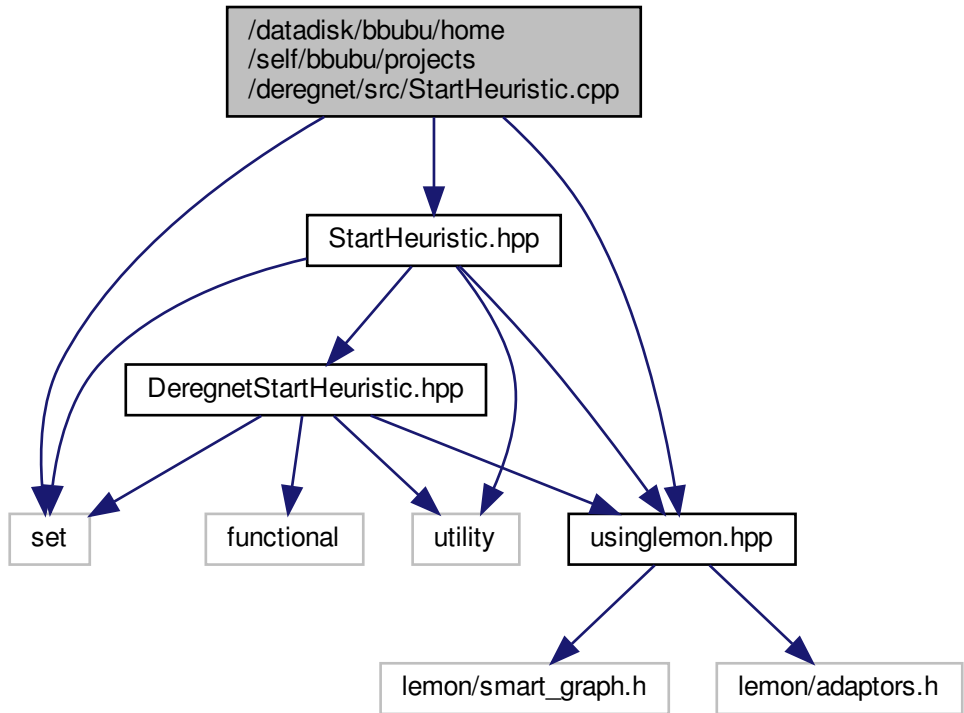 /datadisk/bbubu/home
/self/bbubu/projects
/deregnet/src/StartHeuristic.cpp
StartHeuristic.hpp
DeregnetStartHeuristic.hpp
set
functional
utility
usinglemon.hpp
lemon/smart_graph.h
lemon/adaptors.h